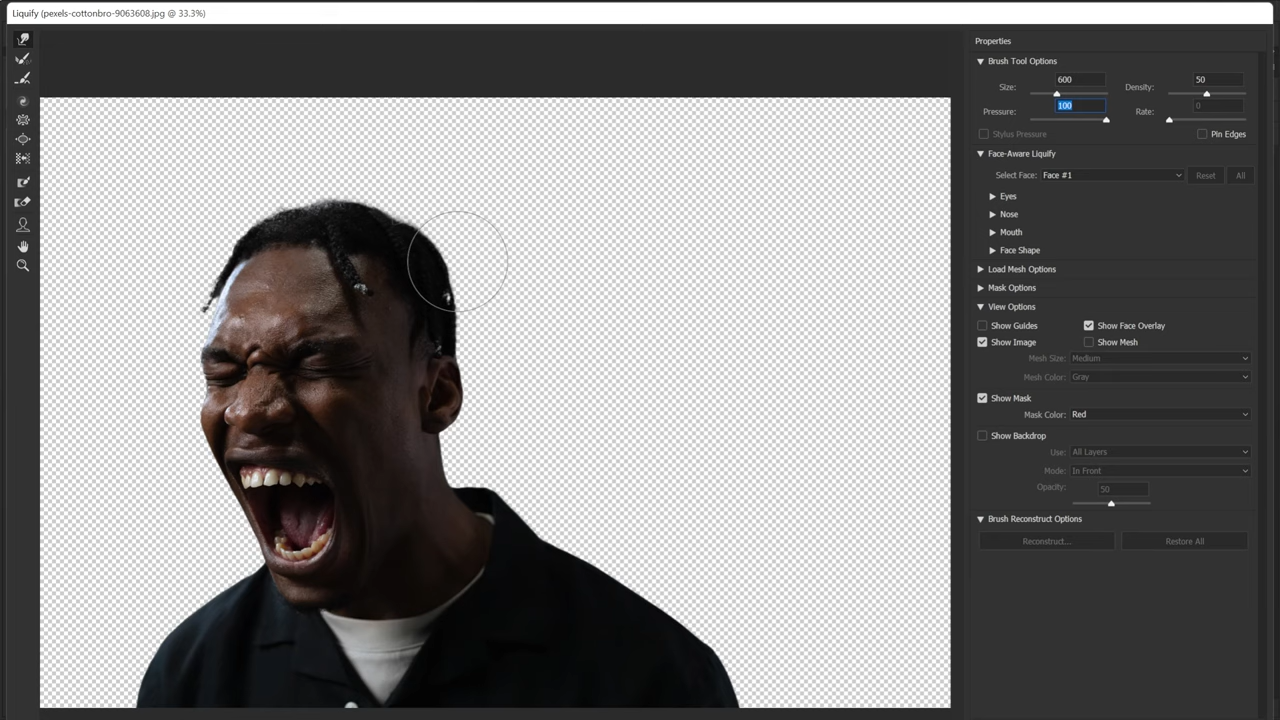 Liquify (pexels-cottonbro-9063608.jpg @ 33.3%)
Properties
Brush Tool Options
Size: 600 Density: 50
Pressure: 100 Rate: 0
Stylus Pressure Pin Edges
Face-Aware Liquify
Select Face: Face #1 Reset All
Eyes
Nose
Mouth
Face Shape
Load Mesh Options
Mask Options
View Options
Show Guides Show Face Overlay
Show Image Show Mesh
Mesh Size: Medium
Mesh Color: Gray
Show Mask
Mask Color: Red
Show Backdrop
Use: All Layers
Mode: In Front
Opacity: 50
Brush Reconstruct Options
Reconstruct... Restore All